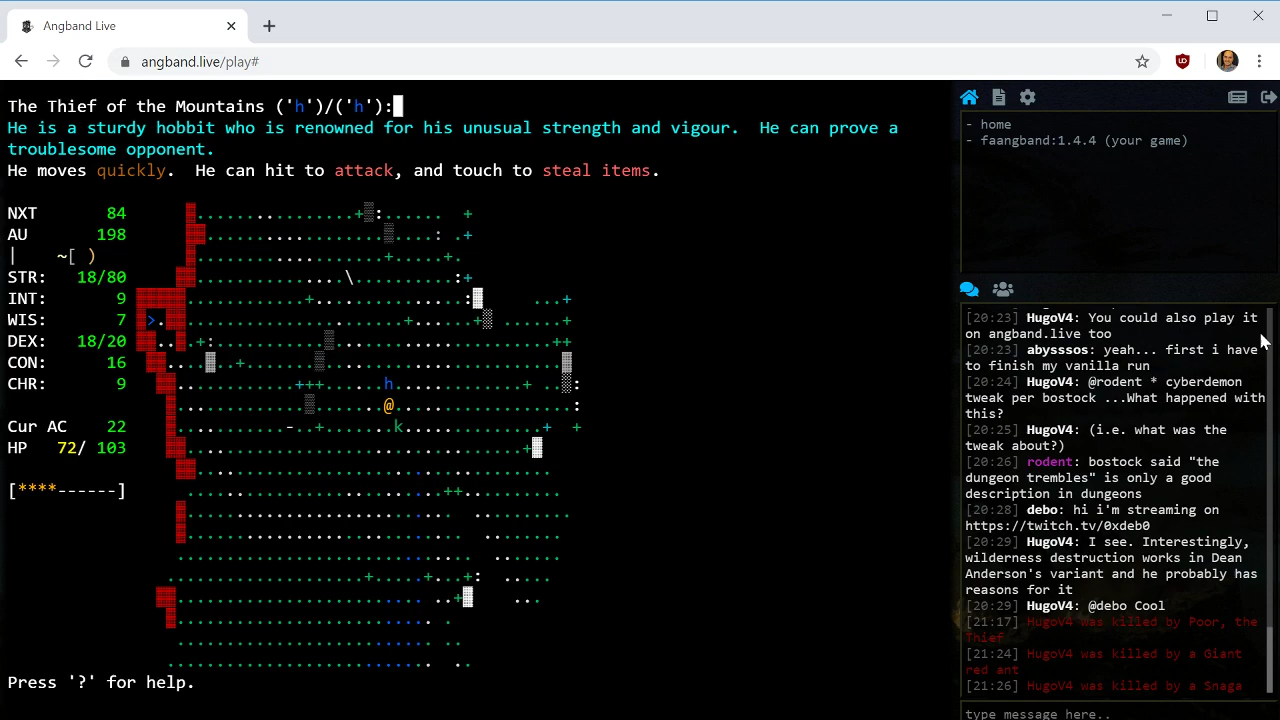 Angband Live
angband.live/play#
The Thief of the Mountains ('h')/('h'):
He is a sturdy hobbit who is renowned for his unusual strength and vigour.  He can prove a
troublesome opponent.
He moves quickly.  He can hit to attack, and touch to steal items.
NXT 84
AU 198
| ~[ )
STR: 18/80
INT: 9
WIS: 7
DEX: 18/20
CON: 16
CHR: 9
Cur AC 22
HP 72/ 103
[****------]
Press '?' for help.
- home
- faangband:1.4.4 (your game)
[20:23] HugoV4: You could also play it
on angband.live too
[20:23] abysssos: yeah... first i have
to finish my vanilla run
[20:24] HugoV4: @rodent * cyberdemon
tweak per bostock ...What happened with
this?
[20:25] HugoV4: (i.e. what was the
tweak about?)
[20:26] rodent: bostock said "the
dungeon trembles" is only a good
description in dungeons
[20:28] debo: hi i'm streaming on
https://twitch.tv/0xdeb0
[20:29] HugoV4: I see. Interestingly,
wilderness destruction works in Dean
Anderson's variant and he probably has
reasons for it
[20:29] HugoV4: @debo Cool
[21:17] HugoV4 was killed by Poor, the
Thief
[21:24] HugoV4 was killed by a Giant
red ant
[21:26] HugoV4 was killed by a Snaga
type message here..